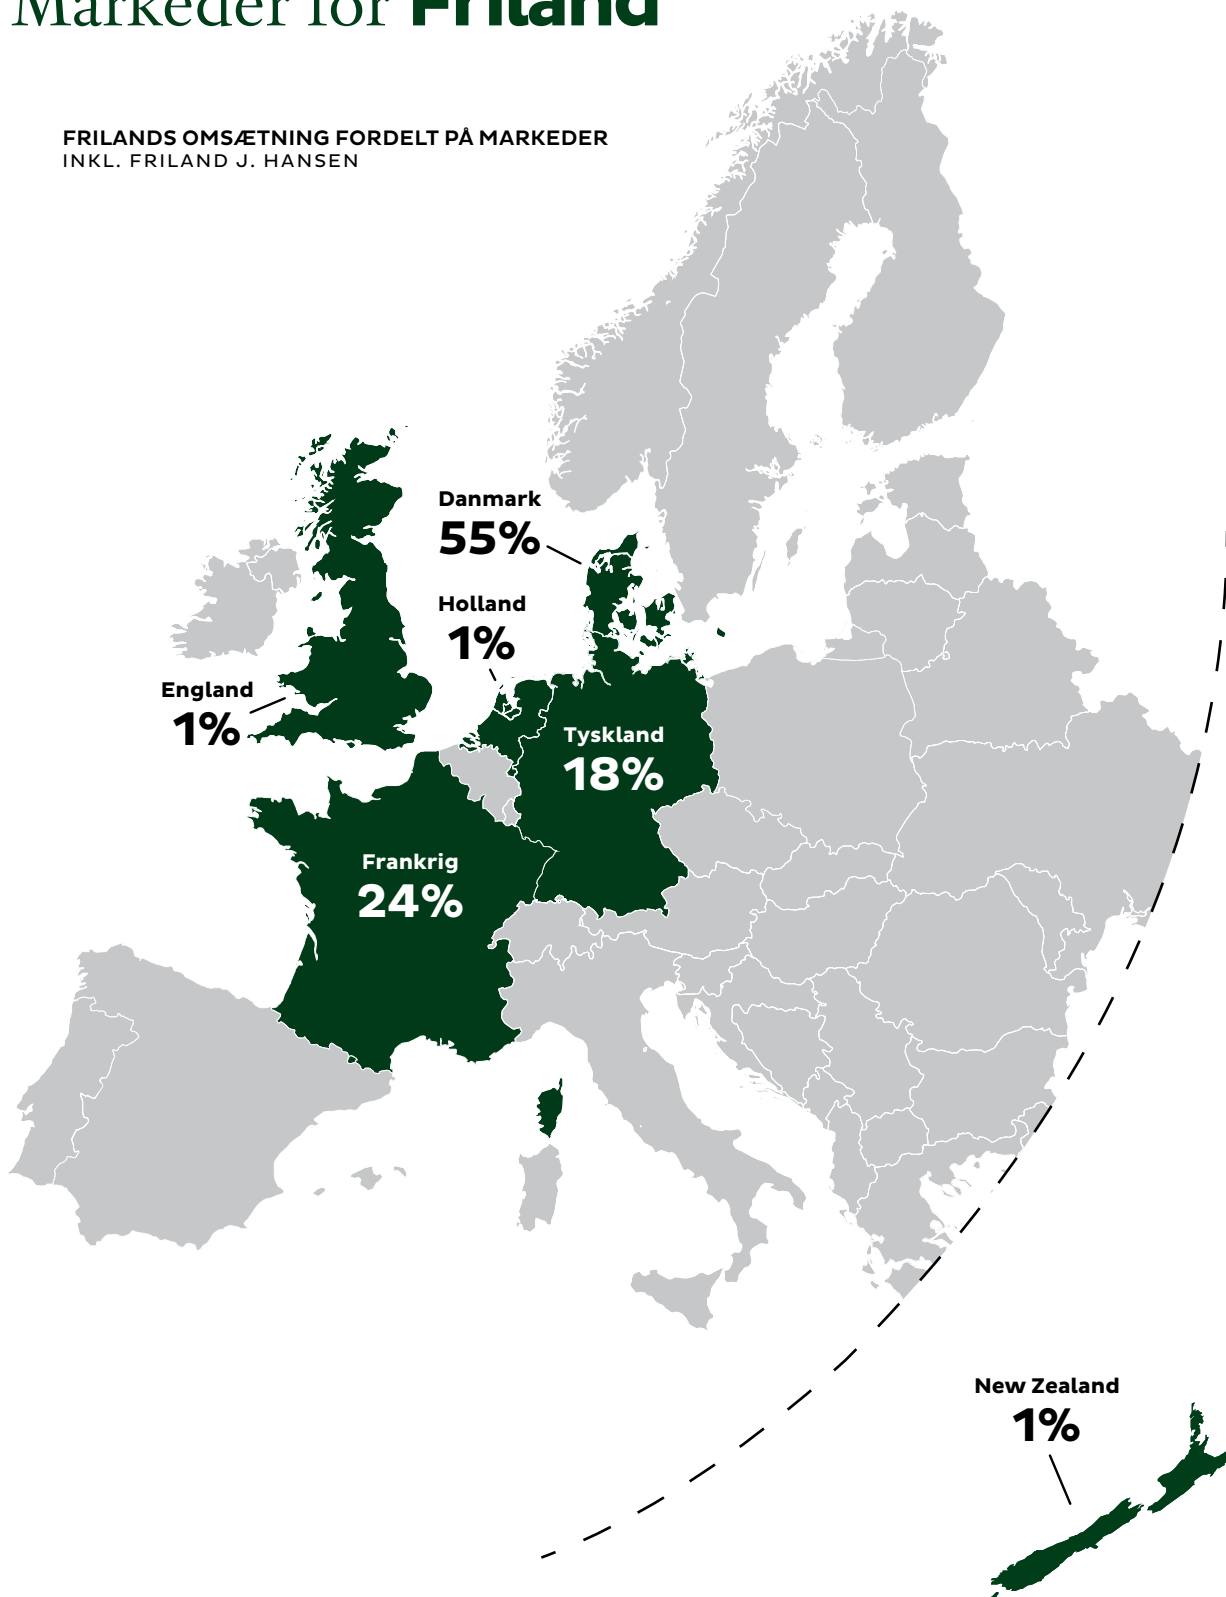 Markeder for Friland
FRILANDS OMSÆTNING FORDELT PÅ MARKEDER
INKL. FRILAND J. HANSEN
Danmark
55%
Holland
1%
England
1%
Tyskland
18%
Frankrig
24%
New Zealand
1%